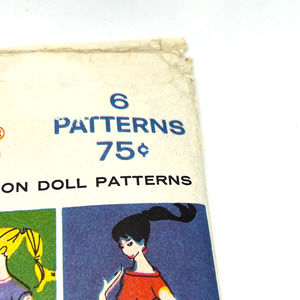 6
PATTERNS
75¢
ON DOLL PATTERNS